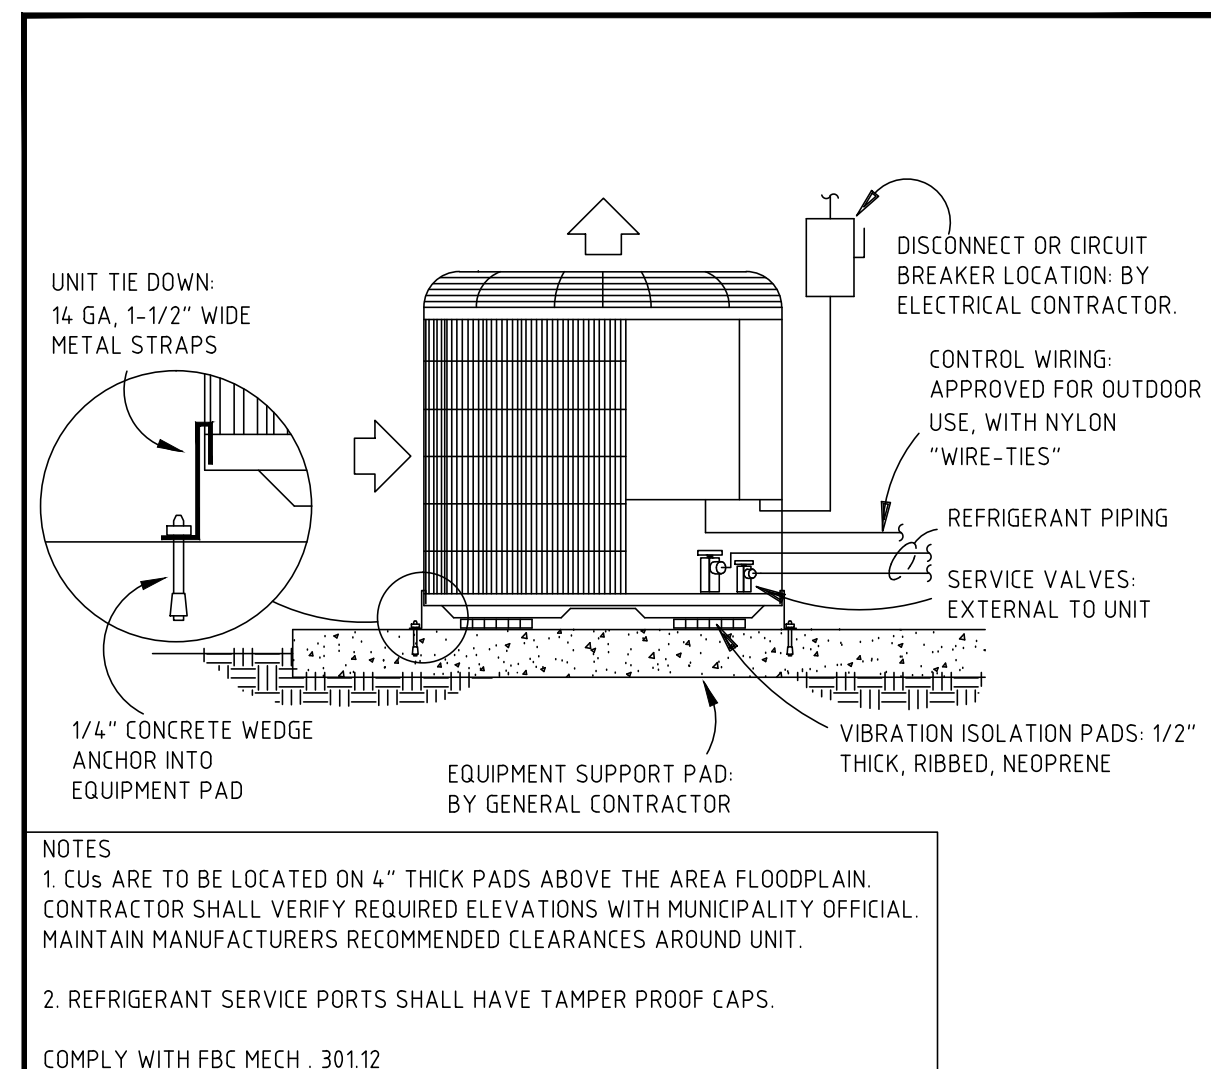 UNIT TIE DOWN:
14 GA, 1-1/2" WIDE
METAL STRAPS
DISCONNECT OR CIRCUIT
BREAKER LOCATION: BY
ELECTRICAL CONTRACTOR.
CONTROL WIRING:
APPROVED FOR OUTDOOR
USE, WITH NYLON
"WIRE-TIES"
REFRIGERANT PIPING
SERVICE VALVES:
EXTERNAL TO UNIT
1/4" CONCRETE WEDGE
ANCHOR INTO
EQUIPMENT PAD
EQUIPMENT SUPPORT PAD:
BY GENERAL CONTRACTOR
VIBRATION ISOLATION PADS: 1/2"
THICK, RIBBED, NEOPRENE
NOTES
1. CUs ARE TO BE LOCATED ON 4" THICK PADS ABOVE THE AREA FLOODPLAIN.
CONTRACTOR SHALL VERIFY REQUIRED ELEVATIONS WITH MUNICIPALITY OFFICIAL.
MAINTAIN MANUFACTURERS RECOMMENDED CLEARANCES AROUND UNIT.
2. REFRIGERANT SERVICE PORTS SHALL HAVE TAMPER PROOF CAPS.
COMPLY WITH FBC MECH . 301.12